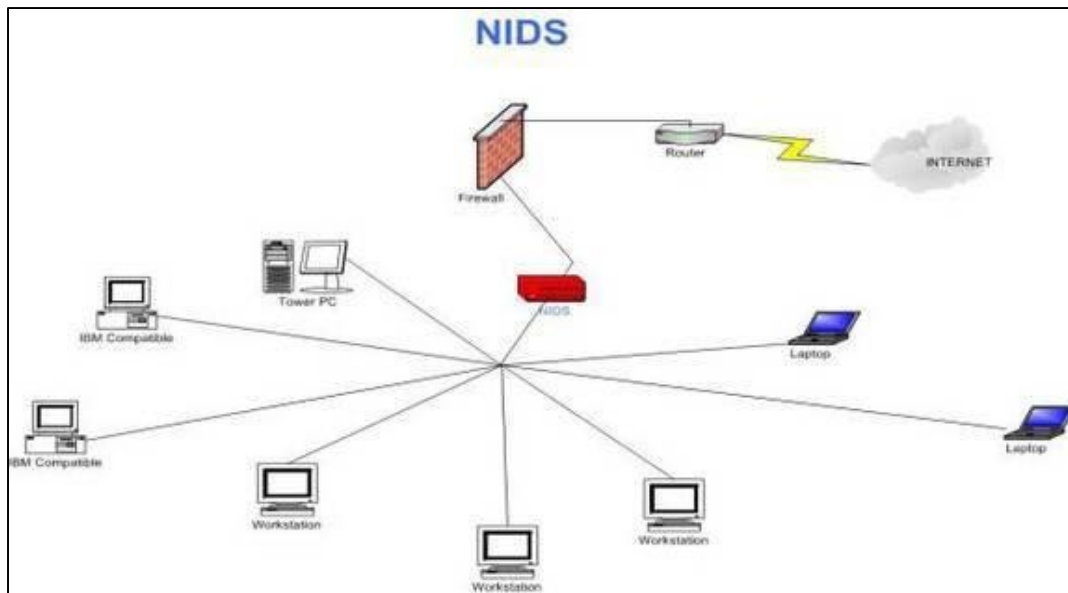 NIDS
Router
INTERNET
Firewall
Tower PC
NIDS
IBM Compatible
Laptop
IBM Compatible
Laptop
Workstation
Workstation
Workstation